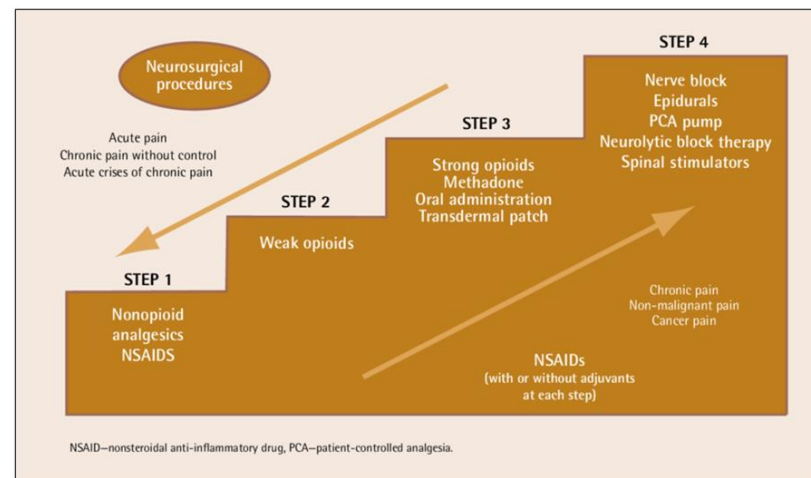 Neurosurgical
procedures
Acute pain
Chronic pain without control
Acute crises of chronic pain
STEP 1
Nonopioid
analgesics
NSAIDS
STEP 2
Weak opioids
STEP 3
Strong opioids
Methadone
Oral administration
Transdermal patch
STEP 4
Nerve block
Epidurals
PCA pump
Neurolytic block therapy
Spinal stimulators
Chronic pain
Non-malignant pain
Cancer pain
NSAIDs
(with or without adjuvants
at each step)
NSAID—nonsteroidal anti-inflammatory drug, PCA—patient-controlled analgesia.